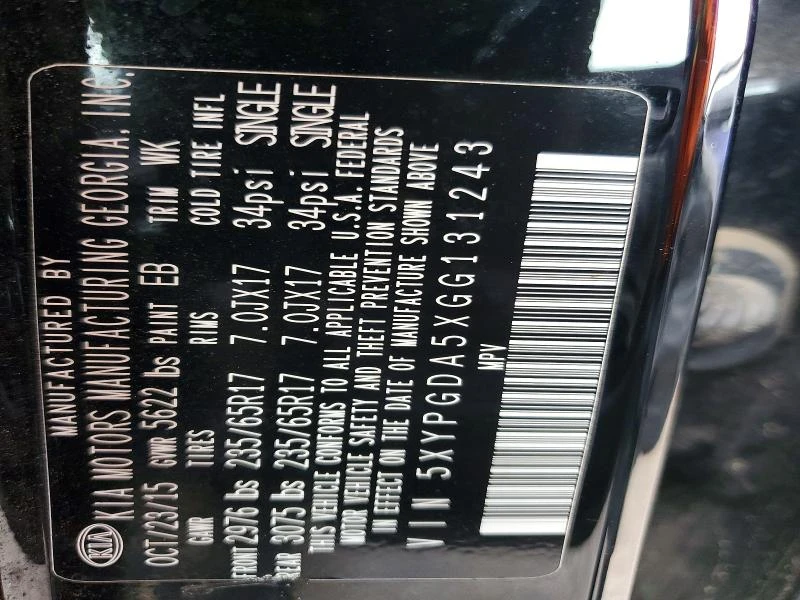 MANUFACTURED BY
KIA KIA MOTORS MANUFACTURING GEORGIA, INC.
OCT/23/15 GVWR 5622 lbs PAINT EB TRIM WK
GAWR TIRES RIMS COLD TIRE INFL
FRONT 2976 lbs 235/65R17 7.0JX17 34psi SINGLE
REAR 3075 lbs 235/65R17 7.0JX17 34psi SINGLE
THIS VEHICLE CONFORMS TO ALL APPLICABLE U.S.A. FEDERAL
MOTOR VEHICLE SAFETY AND THEFT PREVENTION STANDARDS
IN EFFECT ON THE DATE OF MANUFACTURE SHOWN ABOVE
VIN 5XYPGDA5XGG131243
MPV